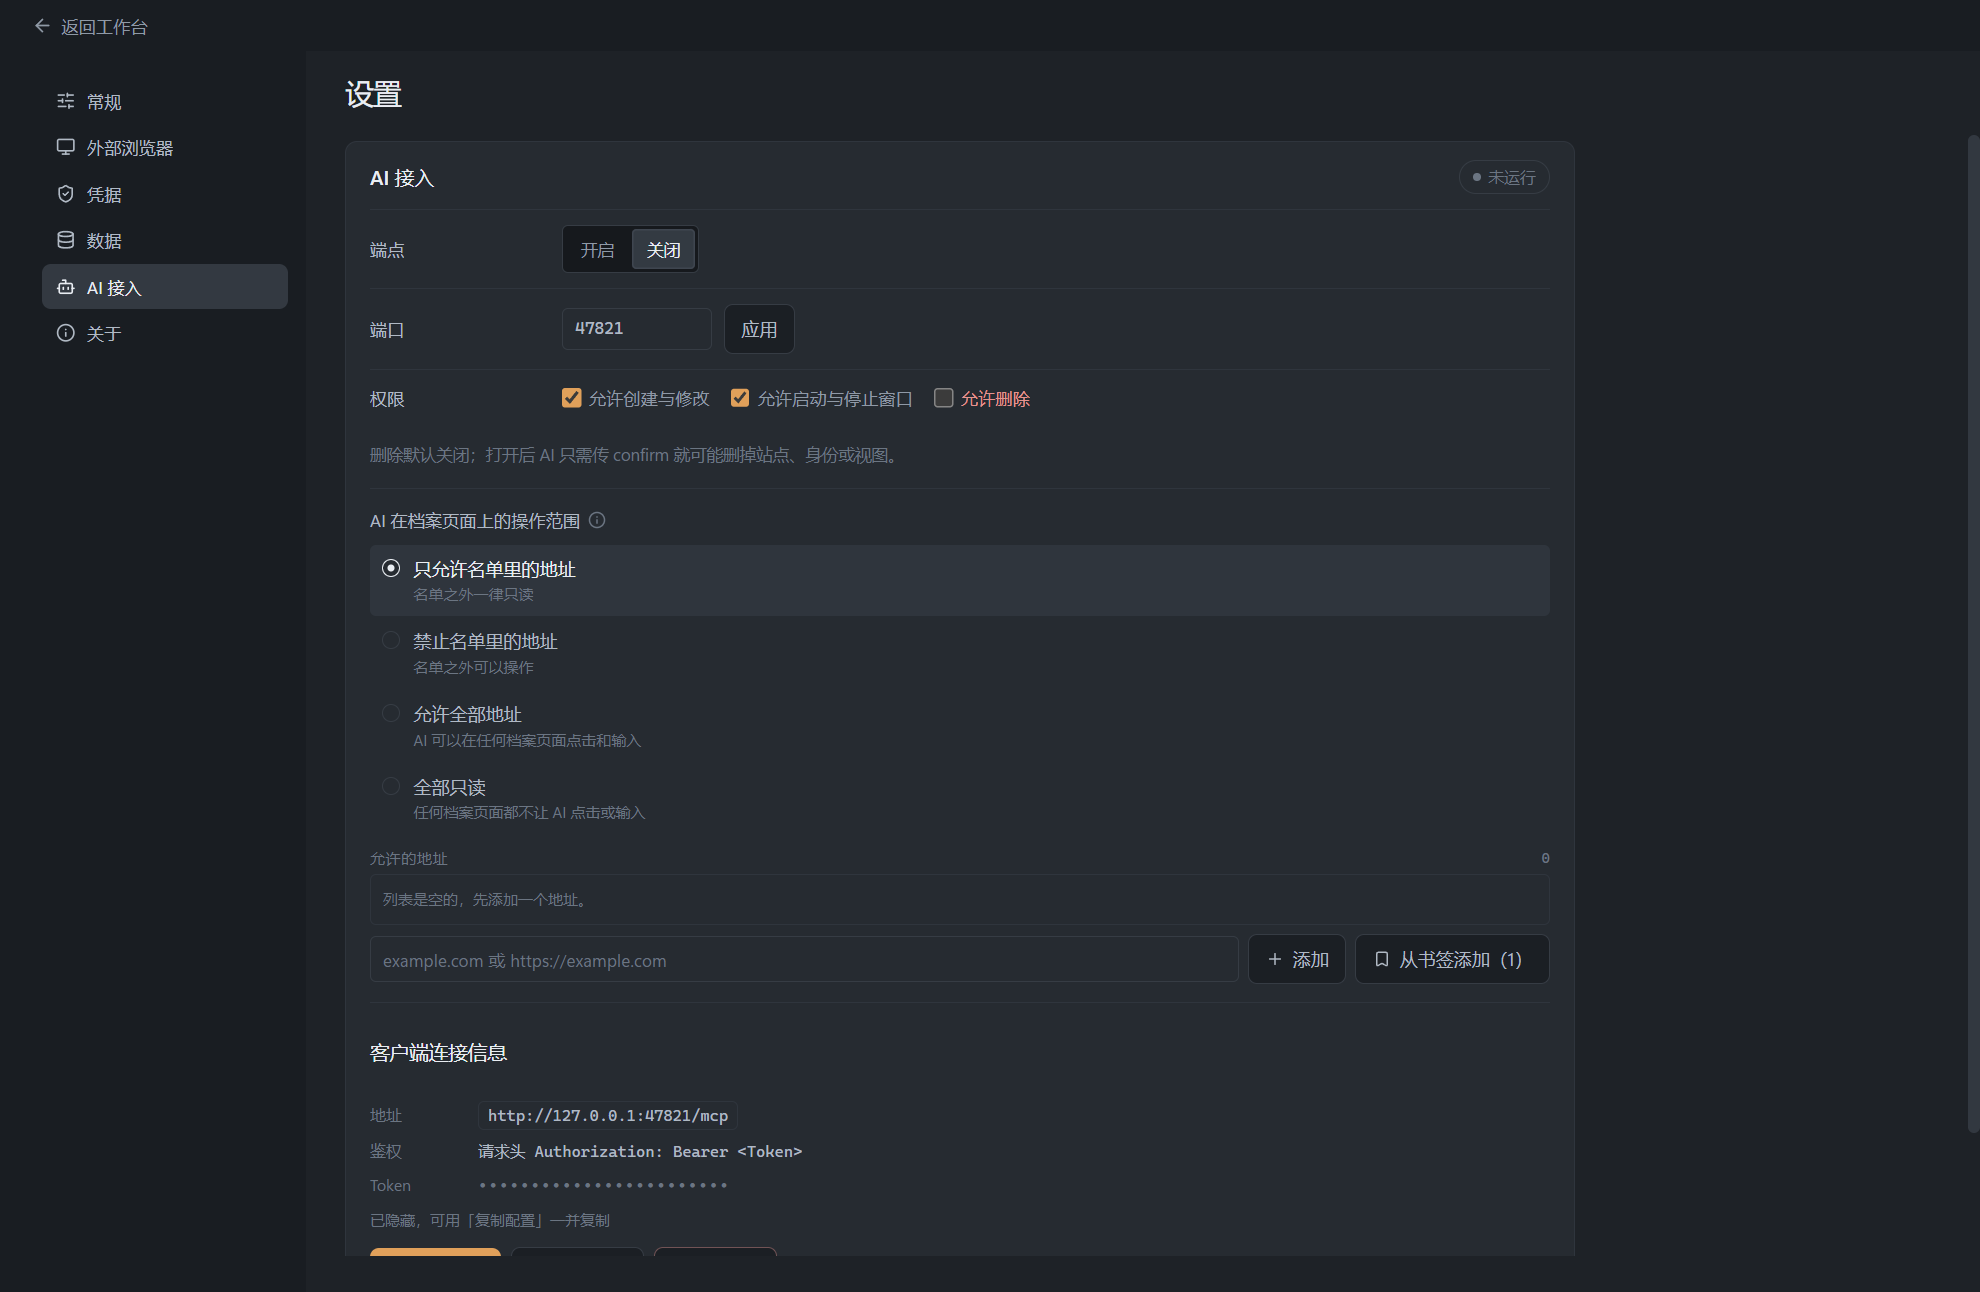 返回工作台
常规
外部浏览器
凭据
数据
AI 接入
关于
设置
AI 接入
未运行
端点
开启
关闭
端口
47821
应用
权限
允许创建与修改
允许启动与停止窗口
允许删除
删除默认关闭；打开后 AI 只需传 confirm 就可能删掉站点、身份或视图。
AI 在档案页面上的操作范围
只允许名单里的地址
名单之外一律只读
禁止名单里的地址
名单之外可以操作
允许全部地址
AI 可以在任何档案页面点击和输入
全部只读
任何档案页面都不让 AI 点击或输入
允许的地址
0
列表是空的，先添加一个地址。
example.com 或 https://example.com
添加
从书签添加 (1)
客户端连接信息
地址
http://127.0.0.1:47821/mcp
鉴权
请求头 Authorization: Bearer <Token>
Token
••••••••••••••••••••••••
已隐藏，可用「复制配置」一并复制